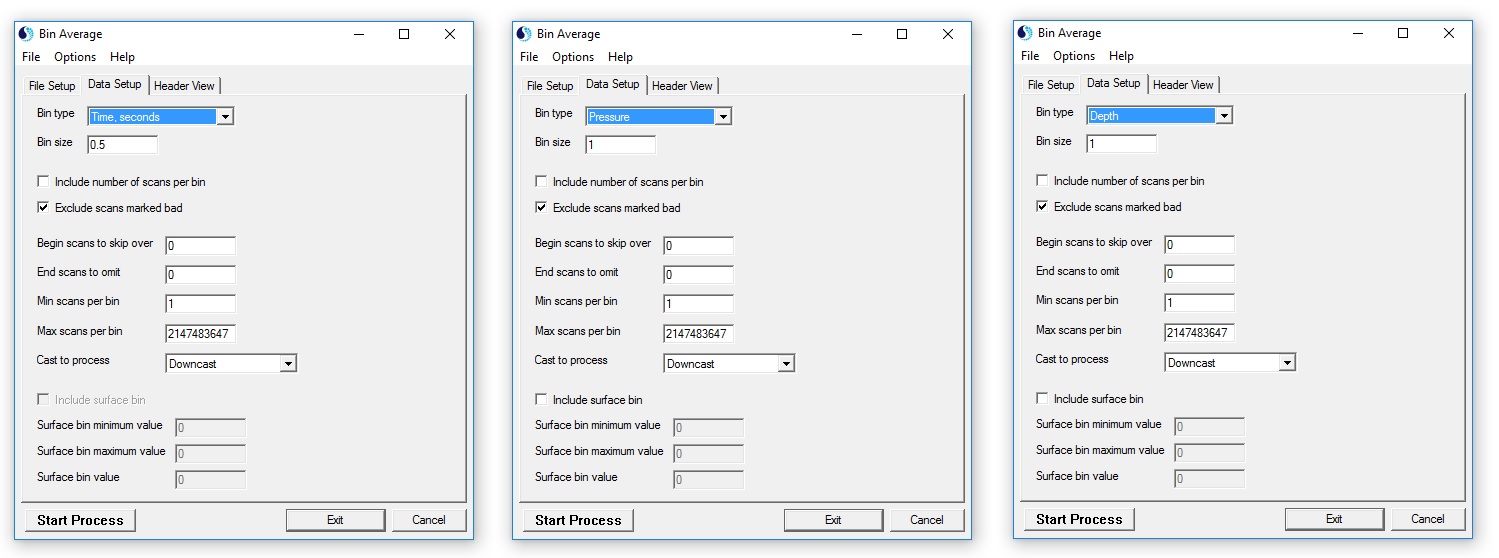 Bin Average
File Options Help
File Setup Data Setup Header View
Bin type Time, seconds
Bin size 0.5
Include number of scans per bin
Exclude scans marked bad
Begin scans to skip over 0
End scans to omit 0
Min scans per bin 1
Max scans per bin 2147483647
Cast to process Downcast
Include surface bin
Surface bin minimum value 0
Surface bin maximum value 0
Surface bin value 0
Start Process Exit Cancel
Bin Average
File Options Help
File Setup Data Setup Header View
Bin type Pressure
Bin size 1
Include number of scans per bin
Exclude scans marked bad
Begin scans to skip over 0
End scans to omit 0
Min scans per bin 1
Max scans per bin 2147483647
Cast to process Downcast
Include surface bin
Surface bin minimum value 0
Surface bin maximum value 0
Surface bin value 0
Start Process Exit Cancel
Bin Average
File Options Help
File Setup Data Setup Header View
Bin type Depth
Bin size 1
Include number of scans per bin
Exclude scans marked bad
Begin scans to skip over 0
End scans to omit 0
Min scans per bin 1
Max scans per bin 2147483647
Cast to process Downcast
Include surface bin
Surface bin minimum value 0
Surface bin maximum value 0
Surface bin value 0
Start Process Exit Cancel